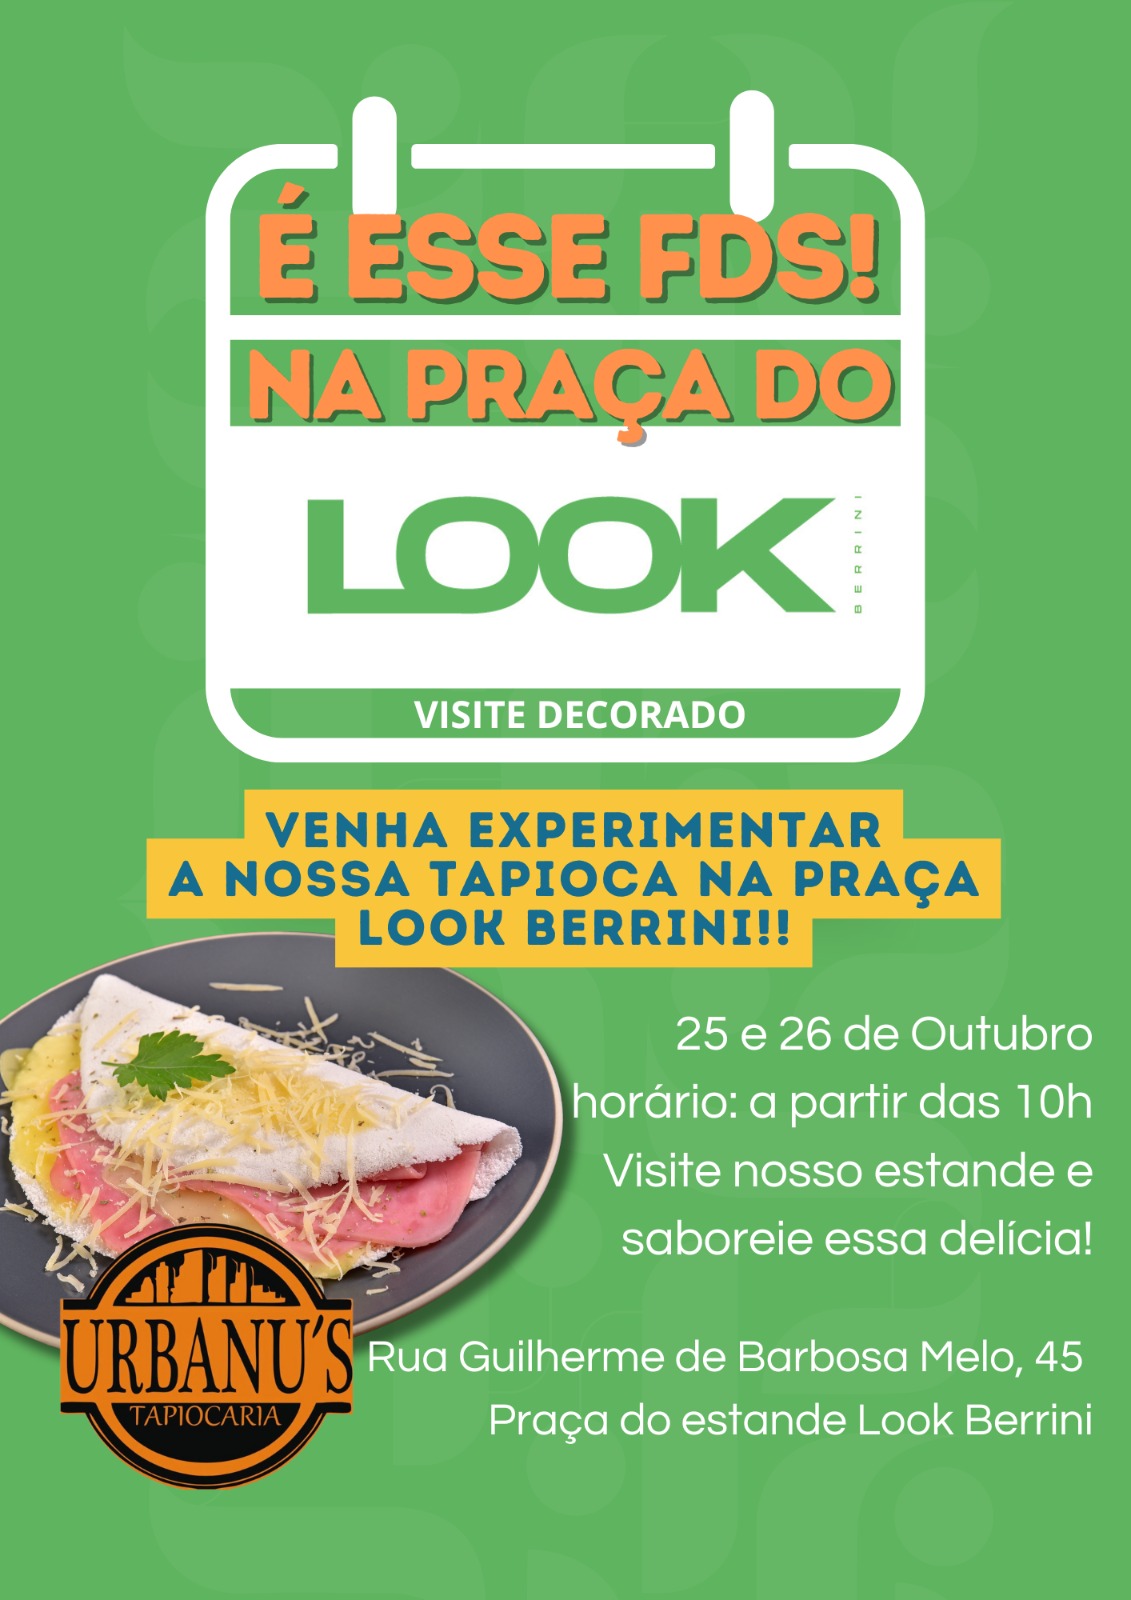 É ESSE FDS!
NA PRAÇA DO
LOOK
BERRINI
VISITE DECORADO
VENHA EXPERIMENTAR
A NOSSA TAPIOCA NA PRAÇA
LOOK BERRINI!!
25 e 26 de Outubro
horário: a partir das 10h
Visite nosso estande e
saboreie essa delícia!
URBANU'S
TAPIOCARIA
Rua Guilherme de Barbosa Melo, 45
Praça do estande Look Berrini